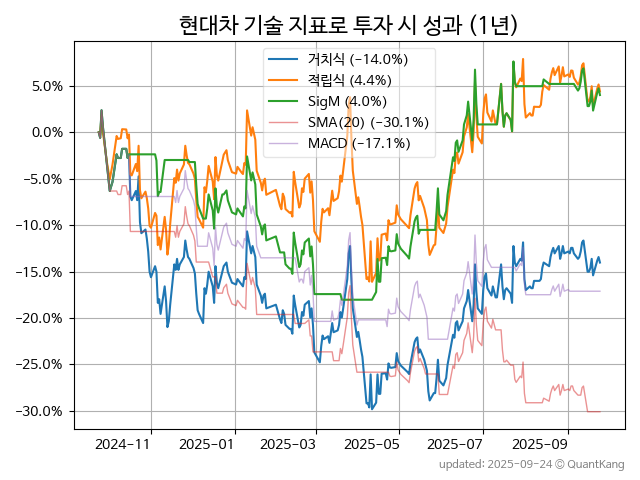 현대차 기술 지표로 투자 시 성과 (1년)
거치식 (−14.0%)
적립식 (4.4%)
SigM (4.0%)
SMA(20) (−30.1%)
MACD (−17.1%)
5.0%
0.0%
−5.0%
−10.0%
−15.0%
−20.0%
−25.0%
−30.0%
2024−11 2025−01 2025−03 2025−05 2025−07 2025−09
updated: 2025-09-24 © QuantKang